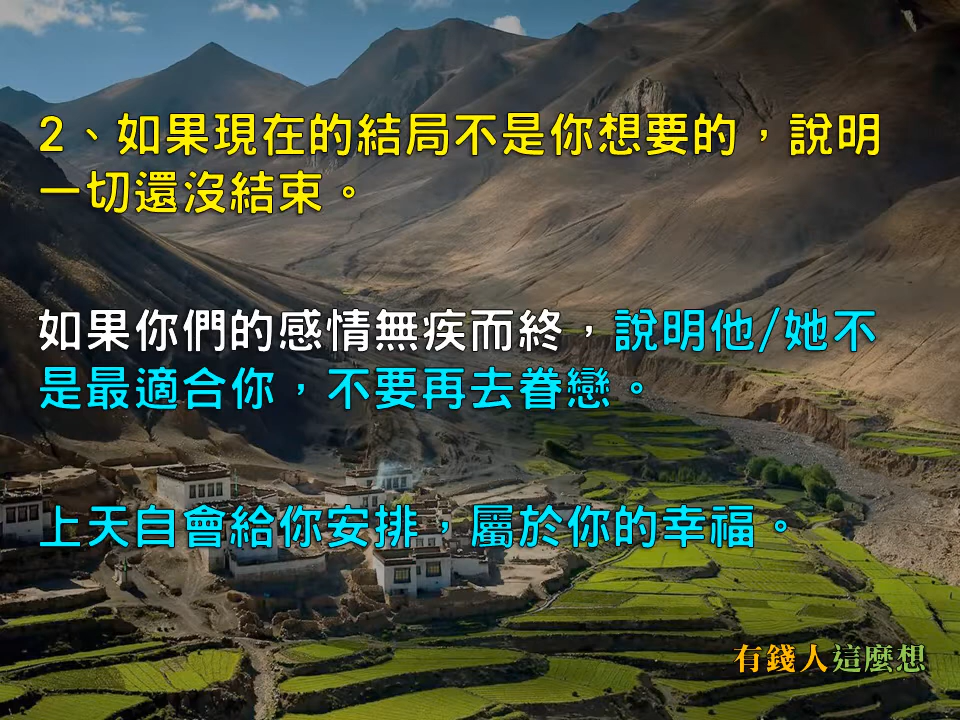 2、如果現在的結局不是你想要的，說明
一切還沒結束。
如果你們的感情無疾而終，說明他/她不
是最適合你，不要再去眷戀。
上天自會給你安排，屬於你的幸福。
有錢人這麼想